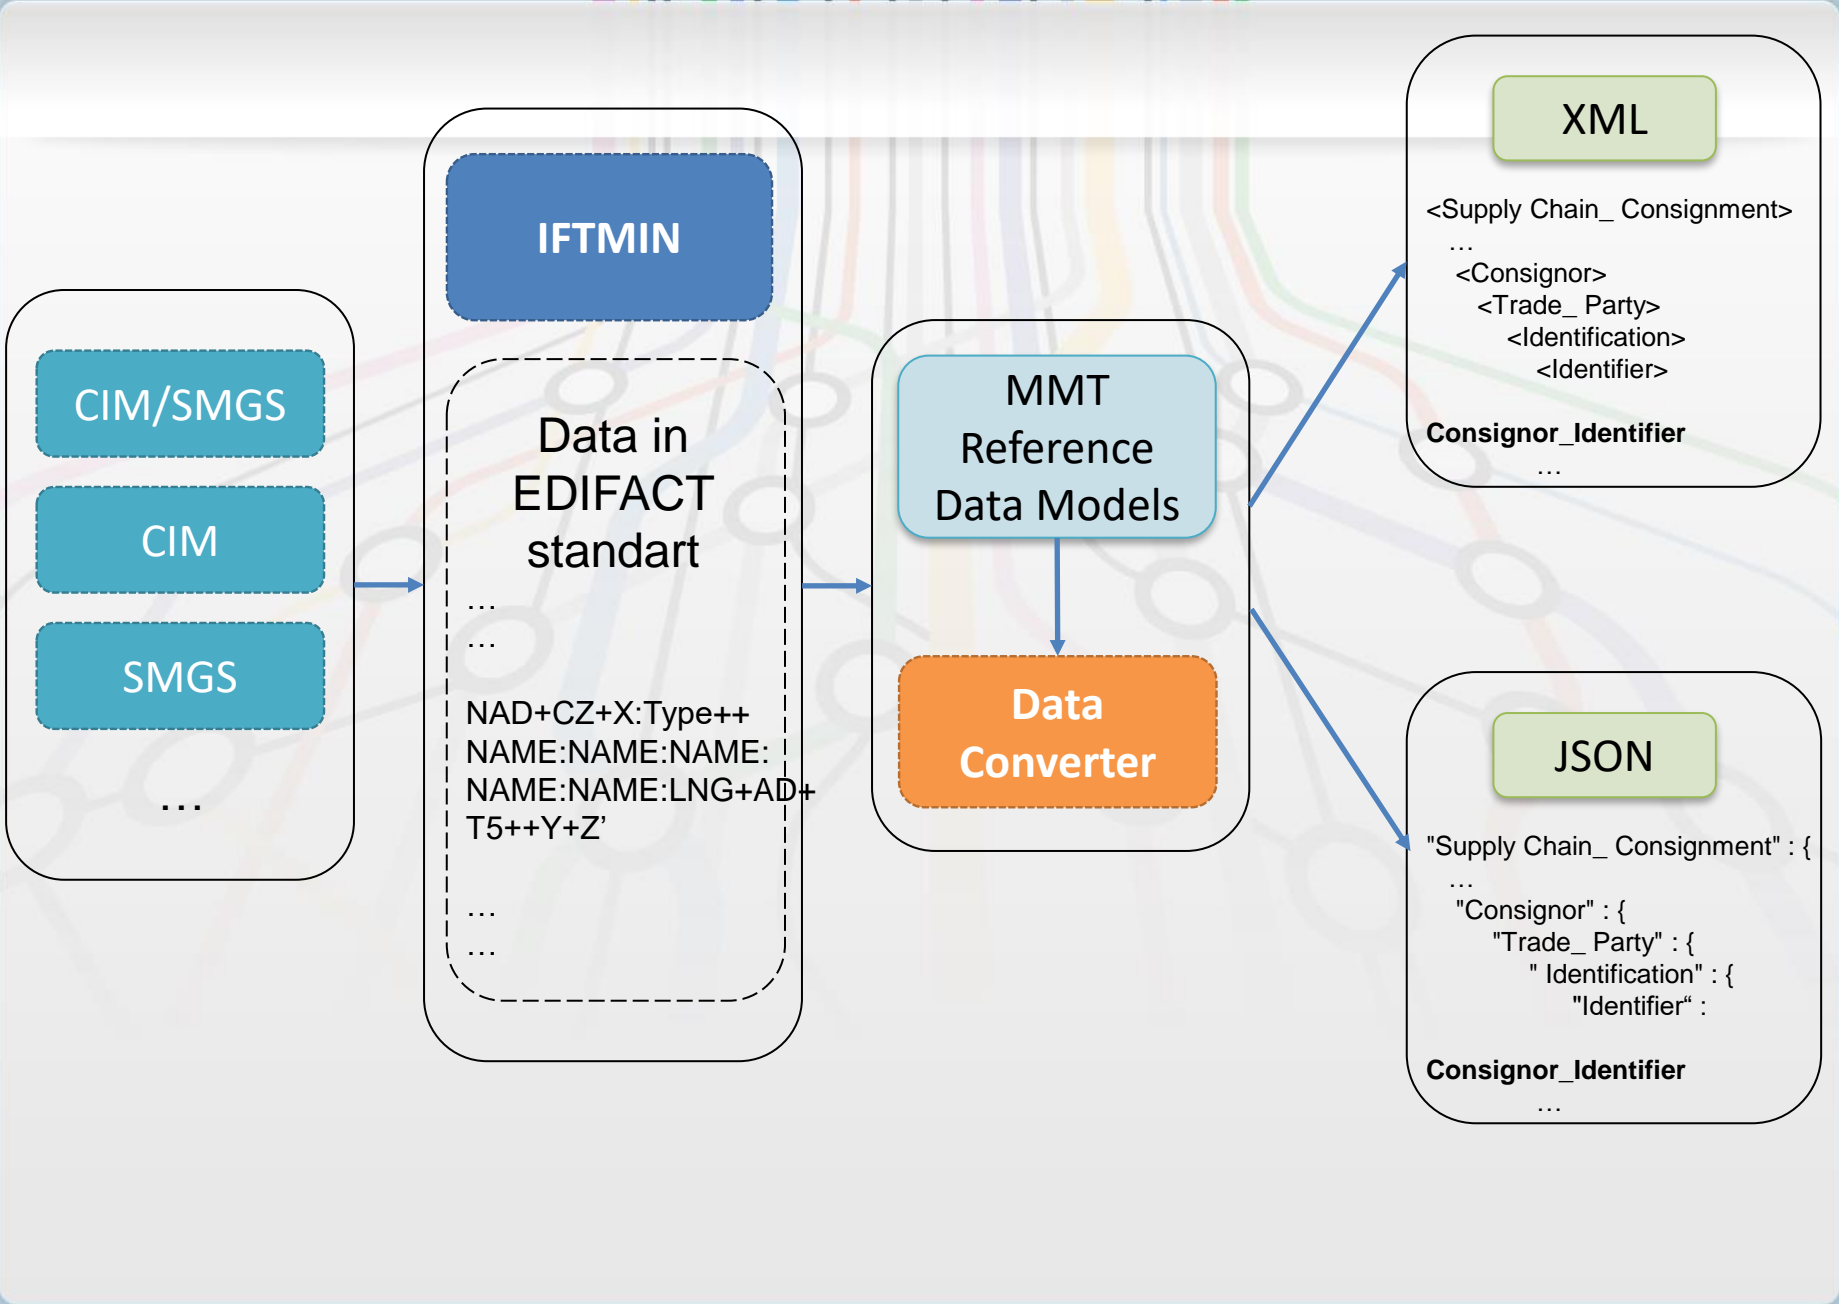 CIM/SMGS
CIM
SMGS
…
IFTMIN
Data in
EDIFACT
standart
…
…
NAD+CZ+X:Type++
NAME:NAME:NAME:
NAME:NAME:LNG+AD+
T5++Y+Z’
…
…
MMT
Reference
Data Models
Data
Converter
XML
<Supply Chain_ Consignment>
…
<Consignor>
<Trade_ Party>
<Identification>
<Identifier>
Consignor_Identifier
…
JSON
"Supply Chain_ Consignment" : {
…
"Consignor" : {
"Trade_ Party" : {
" Identification" : {
"Identifier“ :
Consignor_Identifier
…